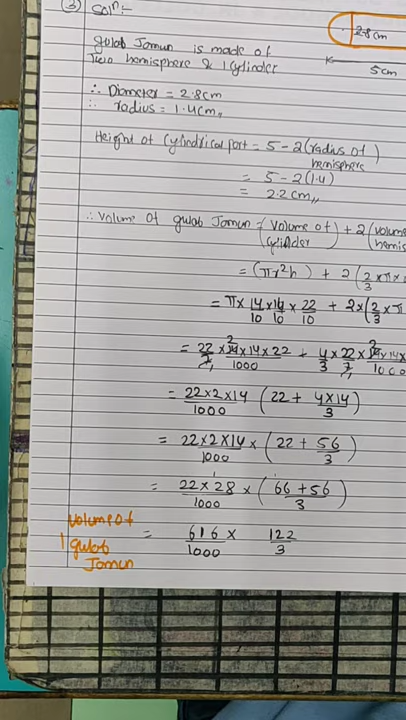 (3) Solⁿ:-
2.8cm
gulab Jamun is made of
Two hemisphere & 1 Cylinder
5cm
∴ Diameter = 2.8cm
∴ radius = 1.4cm,,
Height of Cylindrical part = 5 - 2(radius of hemisphere)
= 5 - 2(1.4)
= 2.2cm,,
∴ Volume of gulab Jamun = (Volume of cylinder) + 2(volume
= (πr²h) + 2(2/3 × π ×
= π × 14/10 × 14/10 × 22/10 + 2×(2/3 × π
= 22/7 × 14×14×22/1000 + 4/3 × 22/7 × 14×14×
= 22×2×14/1000 (22 + 4×14/3)
= 22×2×14/1000 × (22 + 56/3)
= 22×28/1000 × (66+56/3)
Volume of 1 gulab Jamun = 616/1000 × 122/3